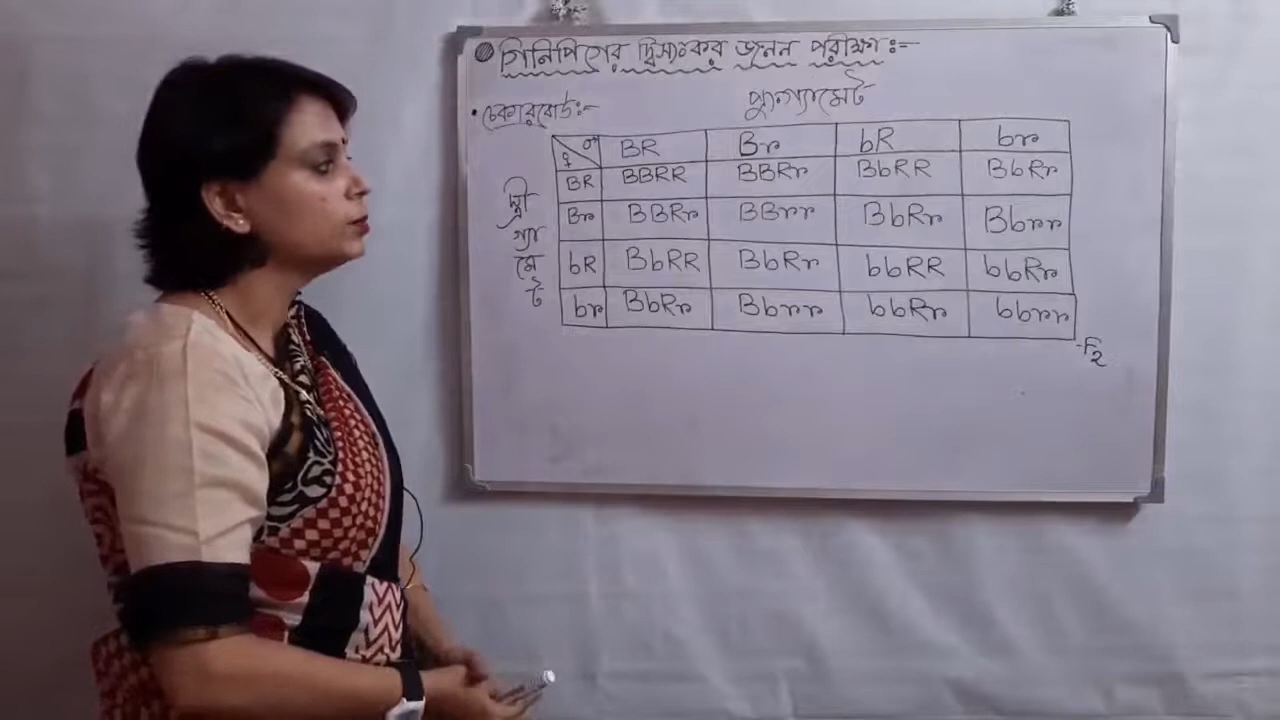 গিনিপিগের দ্বিসংকর জনন পরীক্ষা:-
• চেকারবোর্ড:-
পুংগ্যামেট
স্ত্রীগ্যামেট
♀ ♂ BR Br bR br
BR BBRR BBRr BbRR BbRr
Br BBRr BBrr BbRr Bbrr
bR BbRR BbRr bbRR bbRr
br BbRr Bbrr bbRr bbrr
-F2